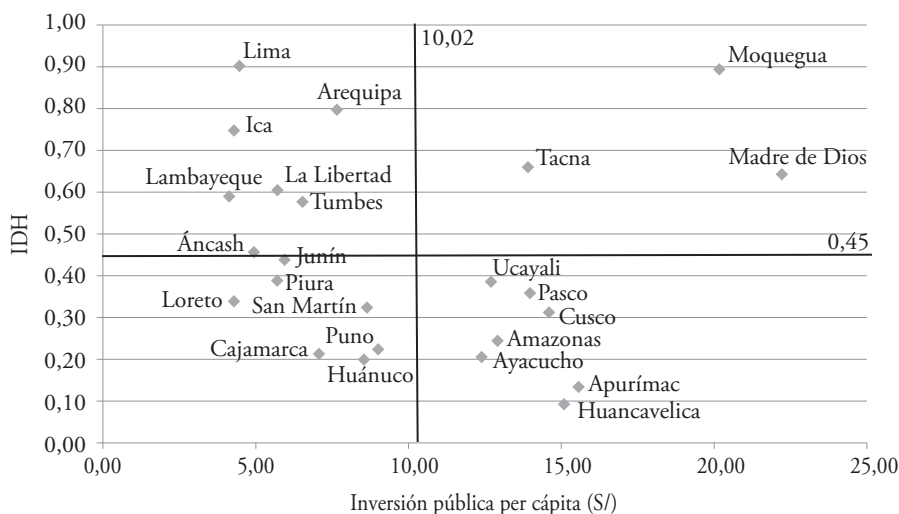 1,00
0,90
0,80
0,70
0,60
0,50
0,40
0,30
0,20
0,10
0,00
IDH
10,02
0,45
Lima
Moquegua
Arequipa
Ica
Tacna
Madre de Dios
Lambayeque
La Libertad
Tumbes
Áncash
Junín
Ucayali
Piura
Pasco
Loreto
San Martín
Cusco
Puno
Amazonas
Cajamarca
Ayacucho
Huánuco
Apurímac
Huancavelica
0,00 5,00 10,00 15,00 20,00 25,00
Inversión pública per cápita (S/)